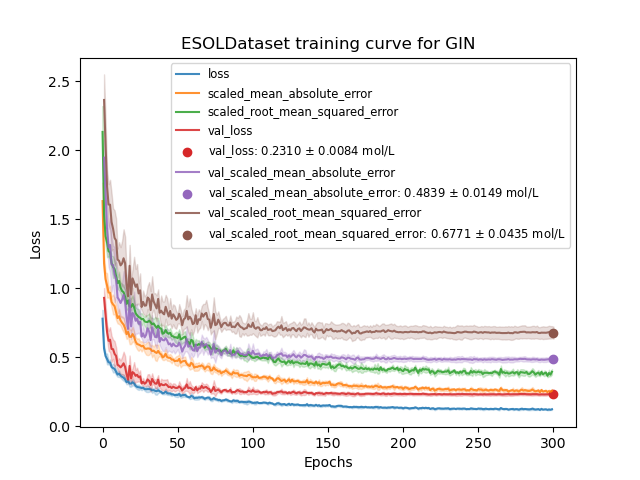 ESOLDataset training curve for GIN
loss
scaled_mean_absolute_error
scaled_root_mean_squared_error
val_loss
val_loss: 0.2310 ± 0.0084 mol/L
val_scaled_mean_absolute_error
val_scaled_mean_absolute_error: 0.4839 ± 0.0149 mol/L
val_scaled_root_mean_squared_error
val_scaled_root_mean_squared_error: 0.6771 ± 0.0435 mol/L
2.5
2.0
1.5
1.0
0.5
0.0
Loss
0 50 100 150 200 250 300
Epochs